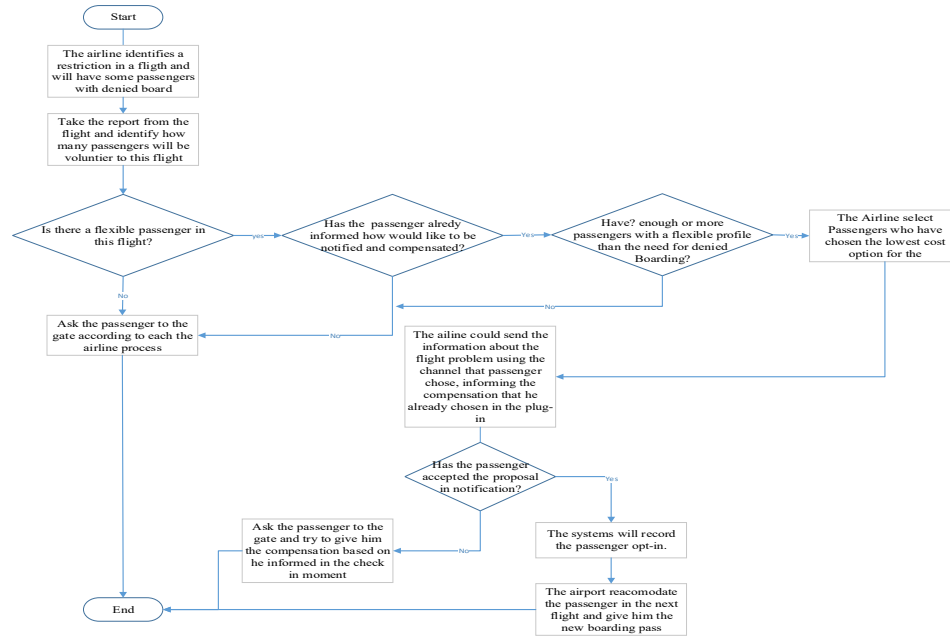 Start
The airline identifies a
restriction in a fligth and
will have some passengers
with denied board
Take the report from the
flight and identify how
many passengers will be
voluntier to this flight
Is there a flexible passenger in
this flight?
yes
Has the passenger alredy
informed how would like to be
notified and compensated?
Yes
Have? enough or more
passengers with a flexible profile
than the need for denied
Boarding?
Yes
The Airline select
Passengers who have
chosen the lowest cost
option for the
No
No
No
Ask the passenger to the
gate according to each the
airline process
The ailine could send the
information about the
flight problem using the
channel that passenger
chose, informing the
compensation that he
already chosen in the plug-
in
Has the passenger
accepted the proposal
in notification?
Yes
No
Ask the passenger to the
gate and try to give him
the compensation based on
he informed in the check
in moment
The systems will record
the passenger opt-in.
The airport reacomodate
the passenger in the next
flight and give him the
new boarding pass
End